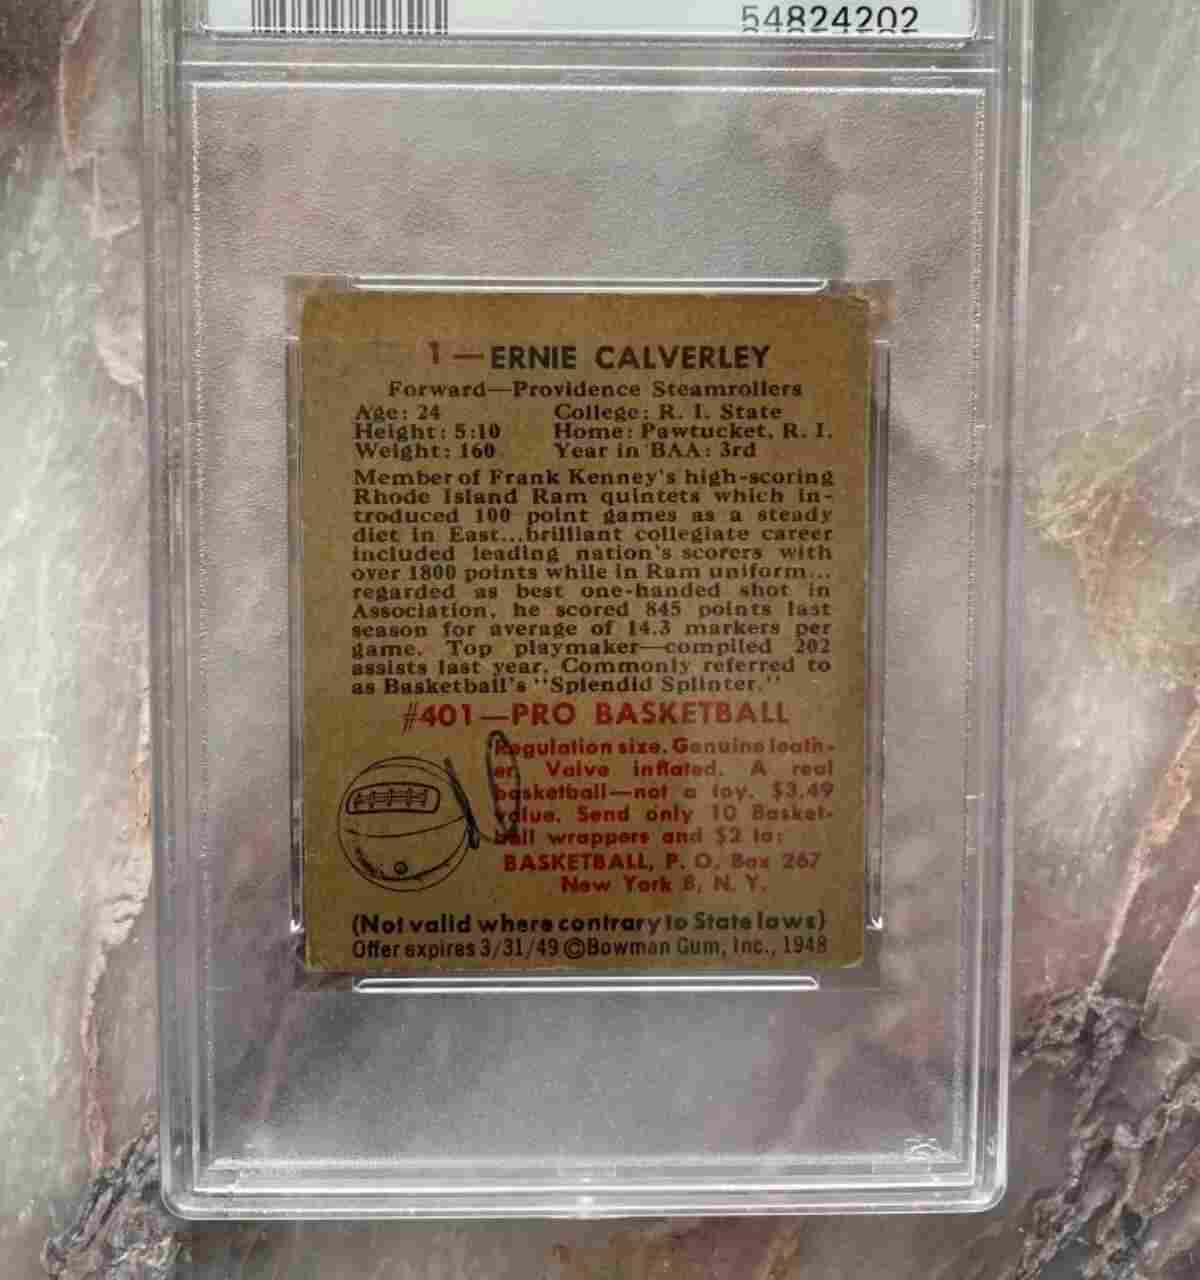 54824202
1—ERNIE CALVERLEY
Forward—Providence Steamrollers
Age: 24 College: R. I. State
Height: 5:10 Home: Pawtucket, R. I.
Weight: 160 Year in BAA: 3rd
Member of Frank Kenney's high-scoring
Rhode Island Ram quintets which in-
troduced 100 point games as a steady
diet in East...brilliant collegiate career
included leading nation's scorers with
over 1800 points while in Ram uniform...
regarded as best one-handed shot in
Association, he scored 845 points last
season for average of 14.3 markers per
game. Top playmaker—compiled 202
assists last year. Commonly referred to
as Basketball's "Splendid Splinter."
#401—PRO BASKETBALL
Regulation size. Genuine leath-
er. Valve inflated. A real
basketball—not a toy. $3.49
value. Send only 10 Basket-
ball wrappers and $2 to:
BASKETBALL, P. O. Box 267
New York 8, N. Y.
(Not valid where contrary to State laws)
Offer expires 3/31/49 ©Bowman Gum, Inc., 1948